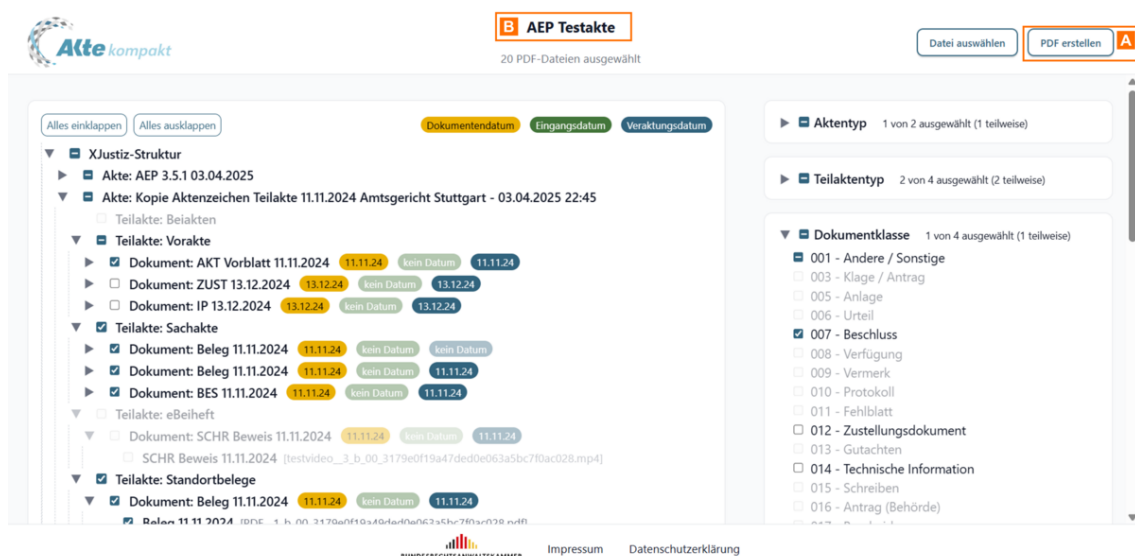 Akte kompakt
B AEP Testakte
20 PDF-Dateien ausgewählt
Datei auswählen
PDF erstellen A
Alles einklappen Alles ausklappen Dokumentendatum Eingangsdatum Veraktungsdatum
XJustiz-Struktur
Akte: AEP 3.5.1 03.04.2025
Akte: Kopie Aktenzeichen Teilakte 11.11.2024 Amtsgericht Stuttgart - 03.04.2025 22:45
Teilakte: Beiakten
Teilakte: Vorakte
Dokument: AKT Vorblatt 11.11.2024 11.11.24 kein Datum 11.11.24
Dokument: ZUST 13.12.2024 13.12.24 kein Datum 13.12.24
Dokument: IP 13.12.2024 13.12.24 kein Datum 13.12.24
Teilakte: Sachakte
Dokument: Beleg 11.11.2024 11.11.24 kein Datum kein Datum
Dokument: Beleg 11.11.2024 11.11.24 kein Datum 11.11.24
Dokument: BES 11.11.2024 11.11.24 kein Datum 11.11.24
Teilakte: eBeiheft
Dokument: SCHR Beweis 11.11.2024 11.11.24 kein Datum 11.11.24
SCHR Beweis 11.11.2024 [testvideo__3_b_00_3179e0f19a47ded0e063a5bc7f0ac028.mp4]
Teilakte: Standortbelege
Dokument: Beleg 11.11.2024 11.11.24 kein Datum 11.11.24
Beleg 11.11.2024
Aktentyp 1 von 2 ausgewählt (1 teilweise)
Teilaktentyp 2 von 4 ausgewählt (2 teilweise)
Dokumentklasse 1 von 4 ausgewählt (1 teilweise)
001 - Andere / Sonstige
003 - Klage / Antrag
005 - Anlage
006 - Urteil
007 - Beschluss
008 - Verfügung
009 - Vermerk
010 - Protokoll
011 - Fehlblatt
012 - Zustellungsdokument
013 - Gutachten
014 - Technische Information
015 - Schreiben
016 - Antrag (Behörde)
BUNDESRECHTSANWALTSKAMMER
Impressum Datenschutzerklärung